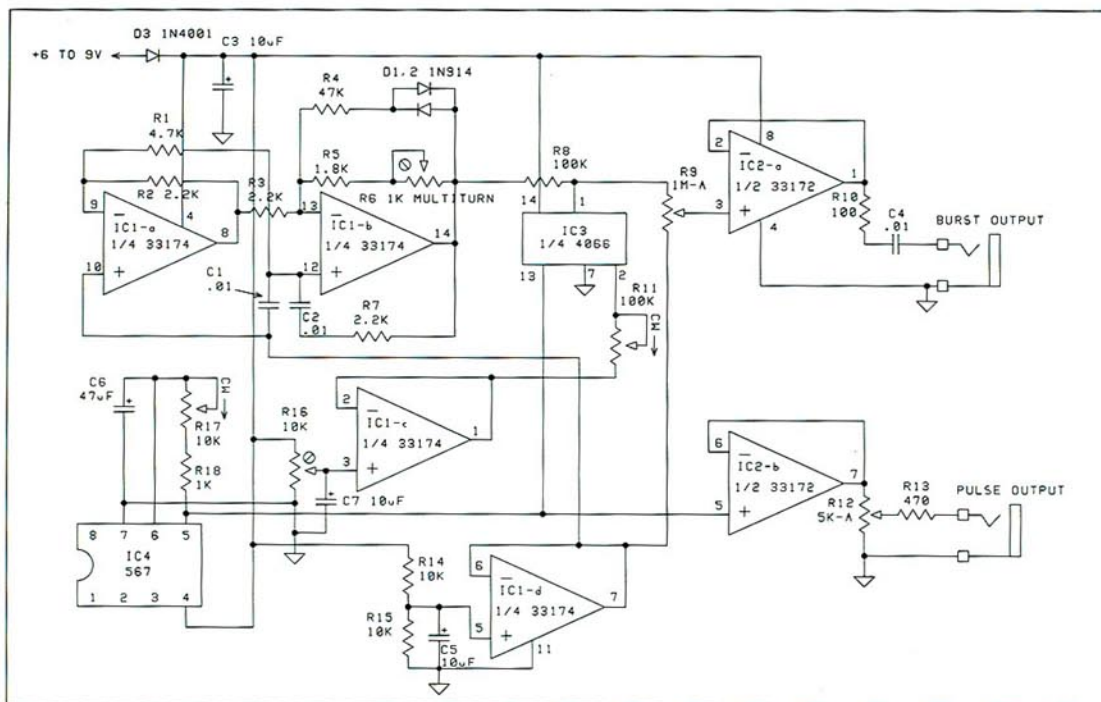 D3 1N4001
C3 10uF
+6 TO 9V
D1,2 1N914
R4
47K
R1
4.7K
R5
1.8K
R8
100K
R6 1K MULTITURN
R2 2.2K
R3
2.2K
R9
1M-A
2
8
IC2-a
1/2 33172
1
3
4
R10
100
C4
.01
BURST OUTPUT
9
4
IC1-a
1/4 33174
8
10
13
IC1-b
1/4 33174
14
12
14
1
IC3
1/4 4066
13
7
2
C1
.01
C2
.01
R7
2.2K
R11
100K
CW
C6
47uF
CW
R17
10K
R18
1K
R16
10K
2
IC1-c
1/4 33174
1
3
C7 10uF
6
IC2-b
1/2 33172
7
5
R12
5K-A
R13
470
PULSE OUTPUT
8 7 6 5
IC4
567
1 2 3 4
R14
10K
R15
10K
C5
10uF
6
IC1-d
1/4 33174
7
5
11